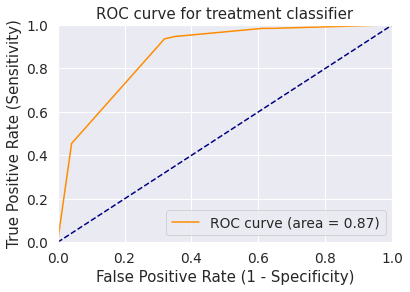 ROC curve for treatment classifier
True Positive Rate (Sensitivity)
1.0
0.8
0.6
0.4
0.2
0.0
ROC curve (area = 0.87)
0.0 0.2 0.4 0.6 0.8 1.0
False Positive Rate (1 - Specificity)